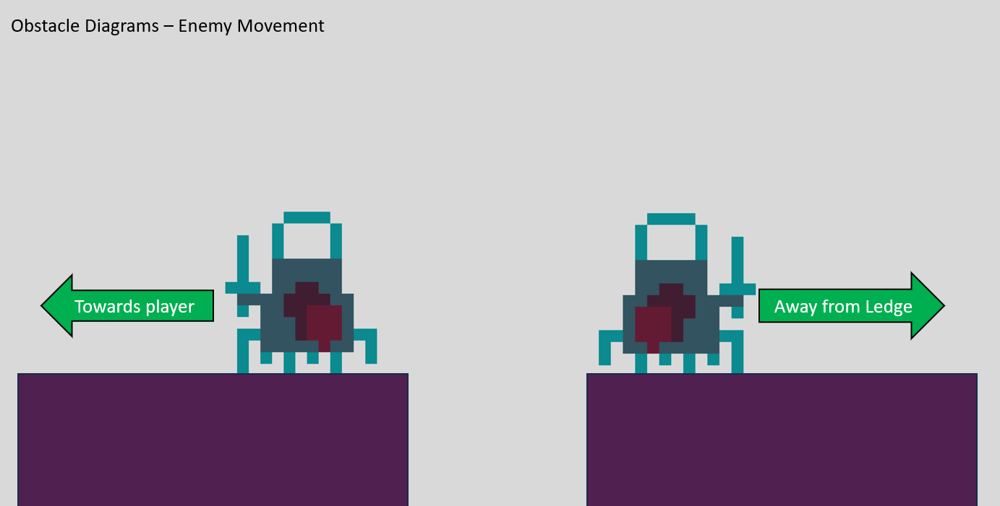 Obstacle Diagrams – Enemy Movement
Towards player
Away from Ledge